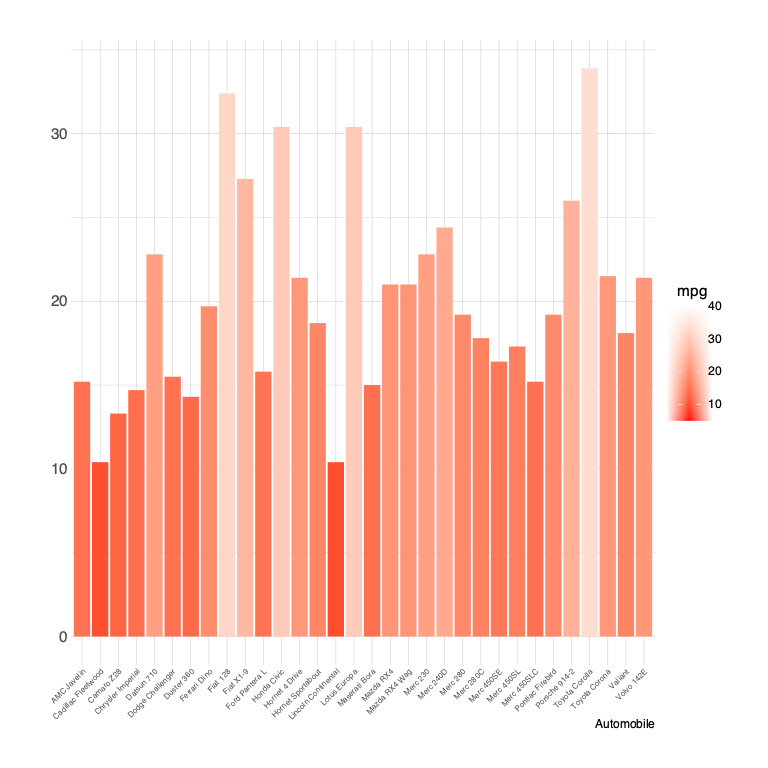 30
20
10
0
mpg
40
30
20
10
AMC Javelin
Cadillac Fleetwood
Camaro Z28
Chrysler Imperial
Datsun 710
Dodge Challenger
Duster 360
Ferrari Dino
Fiat 128
Fiat X1-9
Ford Pantera L
Honda Civic
Hornet 4 Drive
Hornet Sportabout
Lincoln Continental
Lotus Europa
Maserati Bora
Mazda RX4
Mazda RX4 Wag
Merc 230
Merc 240D
Merc 280
Merc 280C
Merc 450SE
Merc 450SL
Merc 450SLC
Pontiac Firebird
Porsche 914-2
Toyota Corolla
Toyota Corona
Valiant
Volvo 142E
Automobile